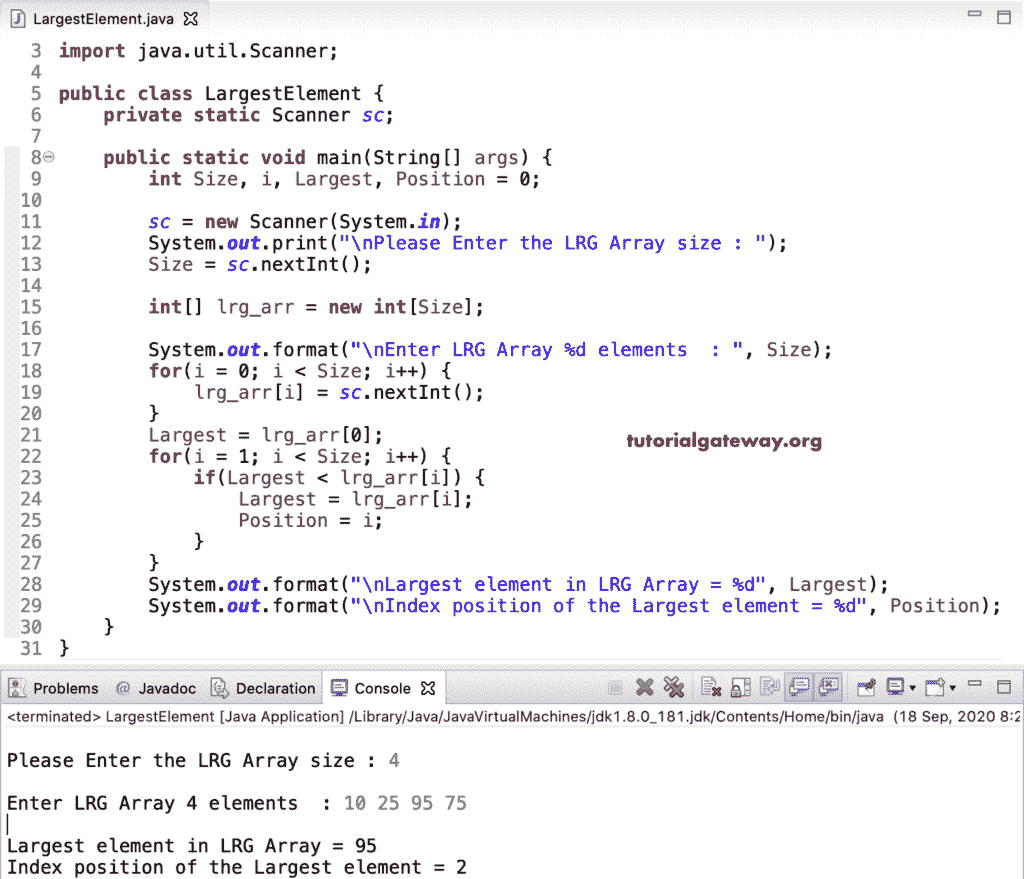 LargestElement.java
3 import java.util.Scanner;
4
5 public class LargestElement {
6     private static Scanner sc;
7
8     public static void main(String[] args) {
9         int Size, i, Largest, Position = 0;
10
11         sc = new Scanner(System.in);
12         System.out.print("\nPlease Enter the LRG Array size : ");
13         Size = sc.nextInt();
14
15         int[] lrg_arr = new int[Size];
16
17         System.out.format("\nEnter LRG Array %d elements  : ", Size);
18         for(i = 0; i < Size; i++) {
19             lrg_arr[i] = sc.nextInt();
20         }
21         Largest = lrg_arr[0];
tutorialgateway.org
22         for(i = 1; i < Size; i++) {
23             if(Largest < lrg_arr[i]) {
24                 Largest = lrg_arr[i];
25                 Position = i;
26             }
27         }
28         System.out.format("\nLargest element in LRG Array = %d", Largest);
29         System.out.format("\nIndex position of the Largest element = %d", Position);
30     }
31 }
Problems @ Javadoc Declaration Console
<terminated> LargestElement [Java Application] /Library/Java/JavaVirtualMachines/jdk1.8.0_181.jdk/Contents/Home/bin/java (18 Sep, 2020 8:2
Please Enter the LRG Array size : 4
Enter LRG Array 4 elements  : 10 25 95 75
Largest element in LRG Array = 95
Index position of the Largest element = 2